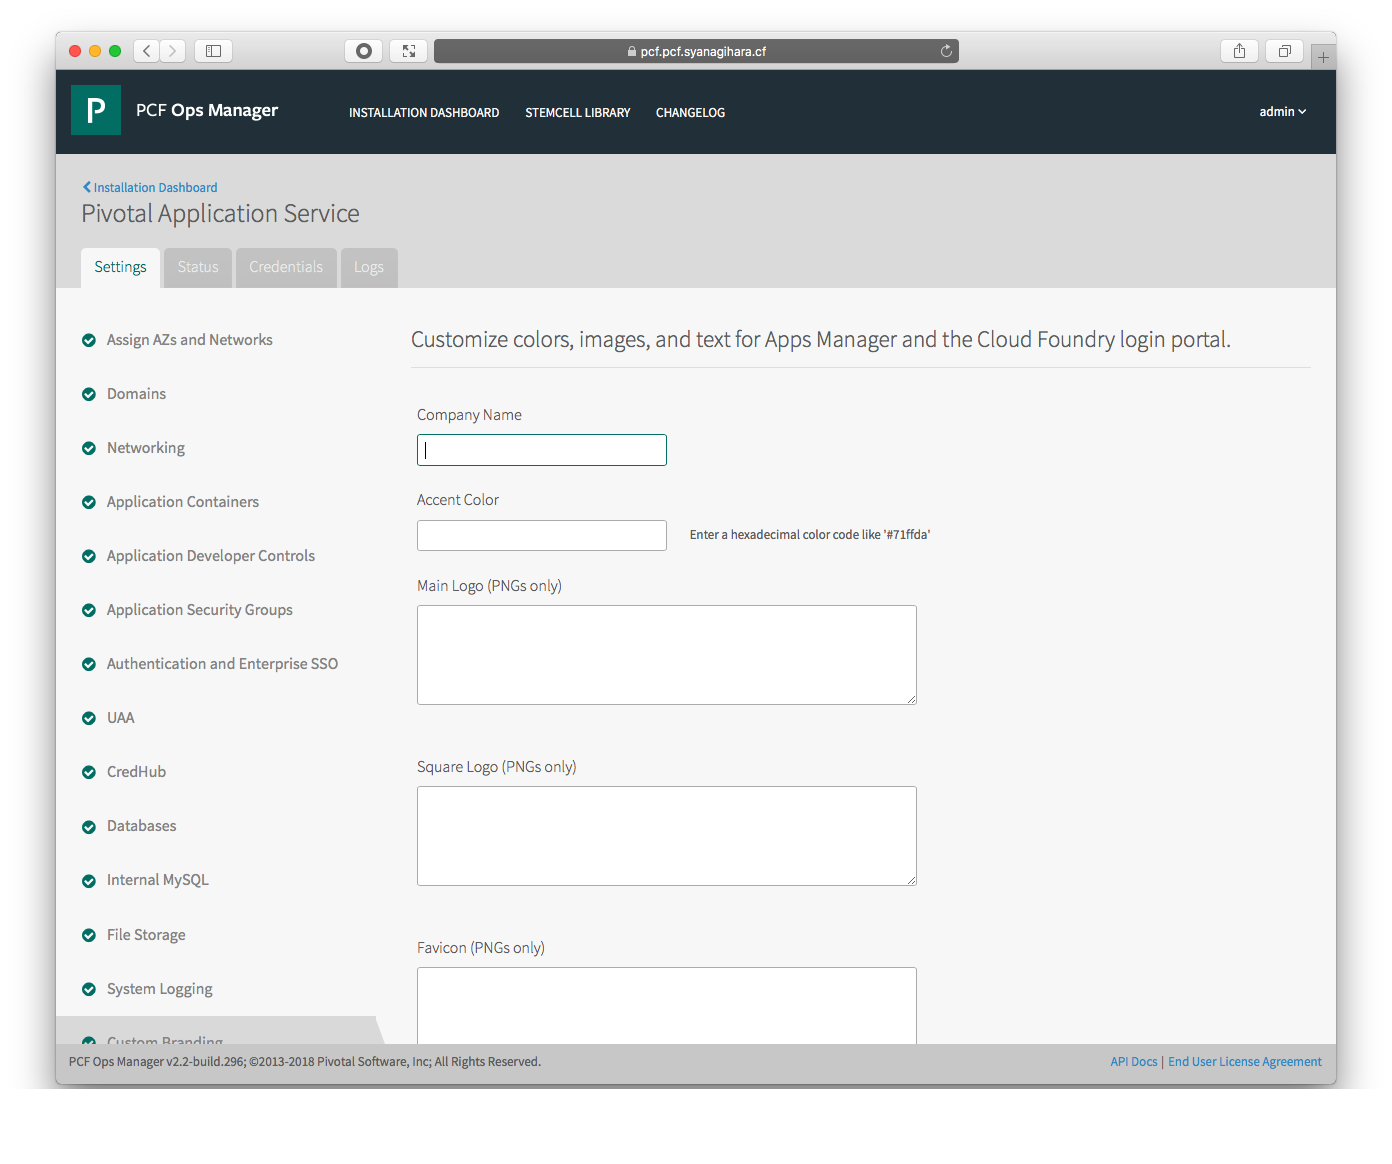 pcf.pcf.syanagihara.cf
P PCF Ops Manager INSTALLATION DASHBOARD STEMCELL LIBRARY CHANGELOG admin
Installation Dashboard
Pivotal Application Service
Settings Status Credentials Logs
Assign AZs and Networks
Domains
Networking
Application Containers
Application Developer Controls
Application Security Groups
Authentication and Enterprise SSO
UAA
CredHub
Databases
Internal MySQL
File Storage
System Logging
Custom Branding
Customize colors, images, and text for Apps Manager and the Cloud Foundry login portal.
Company Name
Accent Color
Enter a hexadecimal color code like '#71ffda'
Main Logo (PNGs only)
Square Logo (PNGs only)
Favicon (PNGs only)
PCF Ops Manager v2.2-build.296; ©2013-2018 Pivotal Software, Inc; All Rights Reserved. API Docs | End User License Agreement